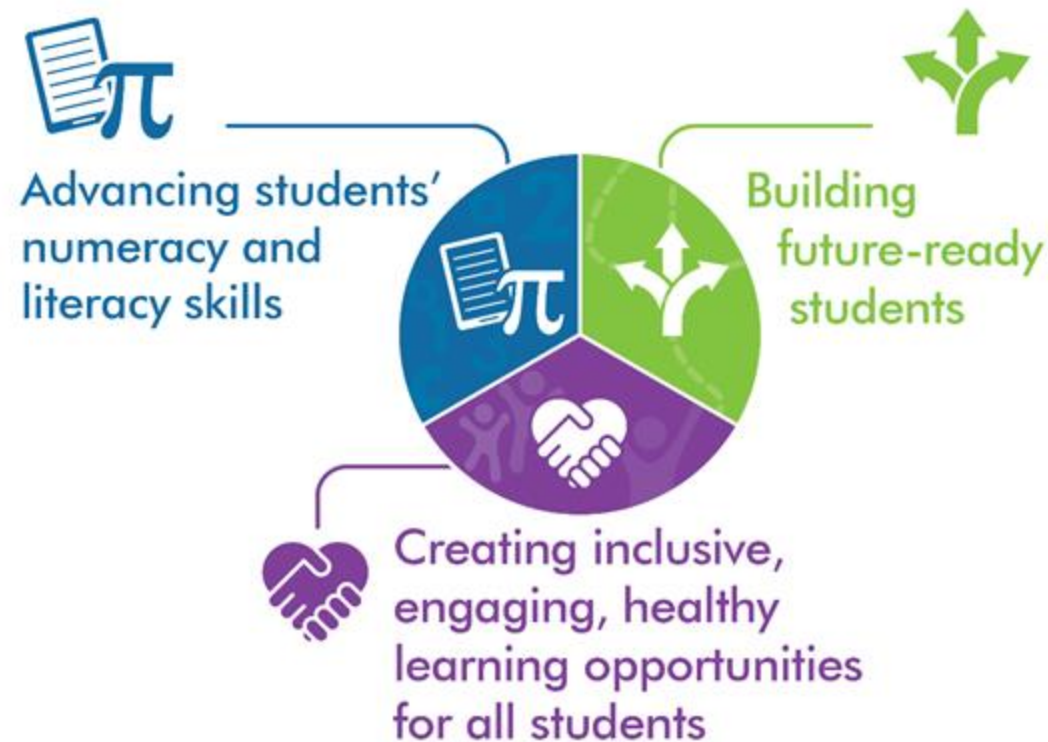 Advancing students'
numeracy and
literacy skills
Building
future-ready
students
Creating inclusive,
engaging, healthy
learning opportunities
for all students